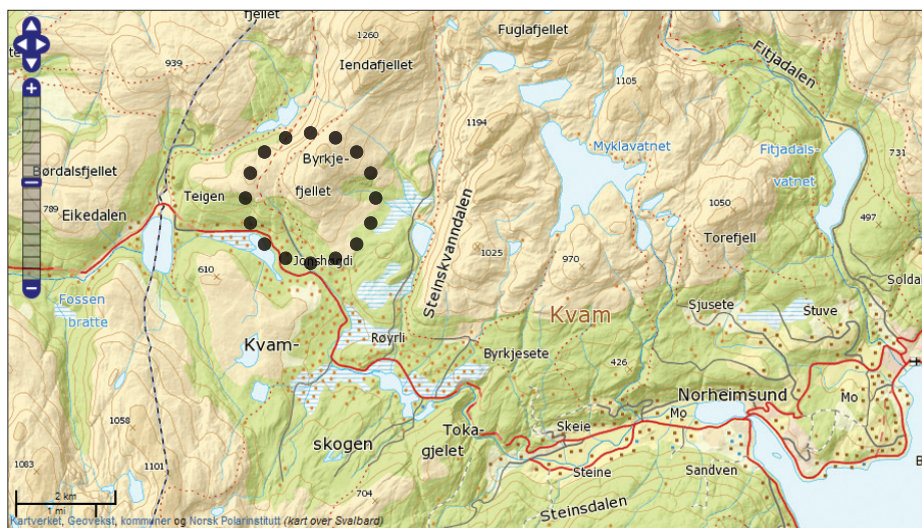 fjellet
Fuglafjellet
1260
939
Iendafjellet
Fitjadalen
1105
1194
Byrkje-
fjellet
Myklavatnet
Fitjadals-
vatnet
731
Børdalsfjellet
Teigen
789
Eikedalen
1050
497
Torefjell
Steinskvanndalen
1025
970
610
Jonshøgdi
Fossen
bratte
Kvam
Sjusete
Stuve
Kvam-
Røyrli
Byrkjesete
426
Norheimsund
Mo
Mo
1058
skogen
Toka-
gjelet
Skeie
Steine
Sandven
1083
1101
704
Steinsdalen
2 km
1 mi
Kartverket, Geovekst, kommuner og Norsk Polarinstitutt (kart over Svalbard)